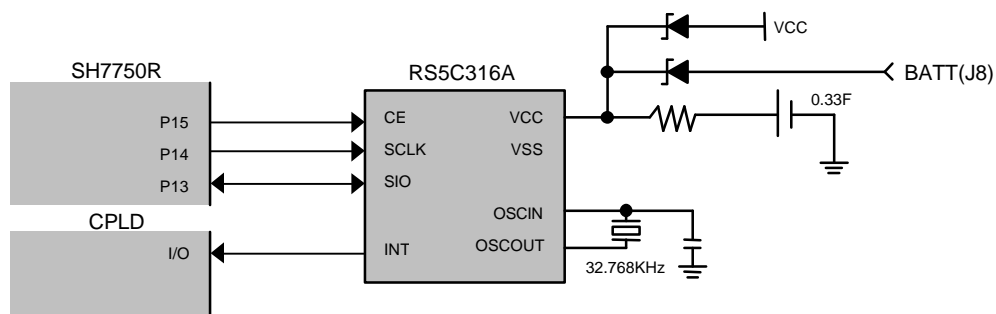 VCC
SH7750R
RS5C316A
BATT(J8)
0.33F
P15
CE
VCC
P14
SCLK
VSS
P13
SIO
OSCIN
CPLD
I/O
INT
OSCOUT
32.768KHz